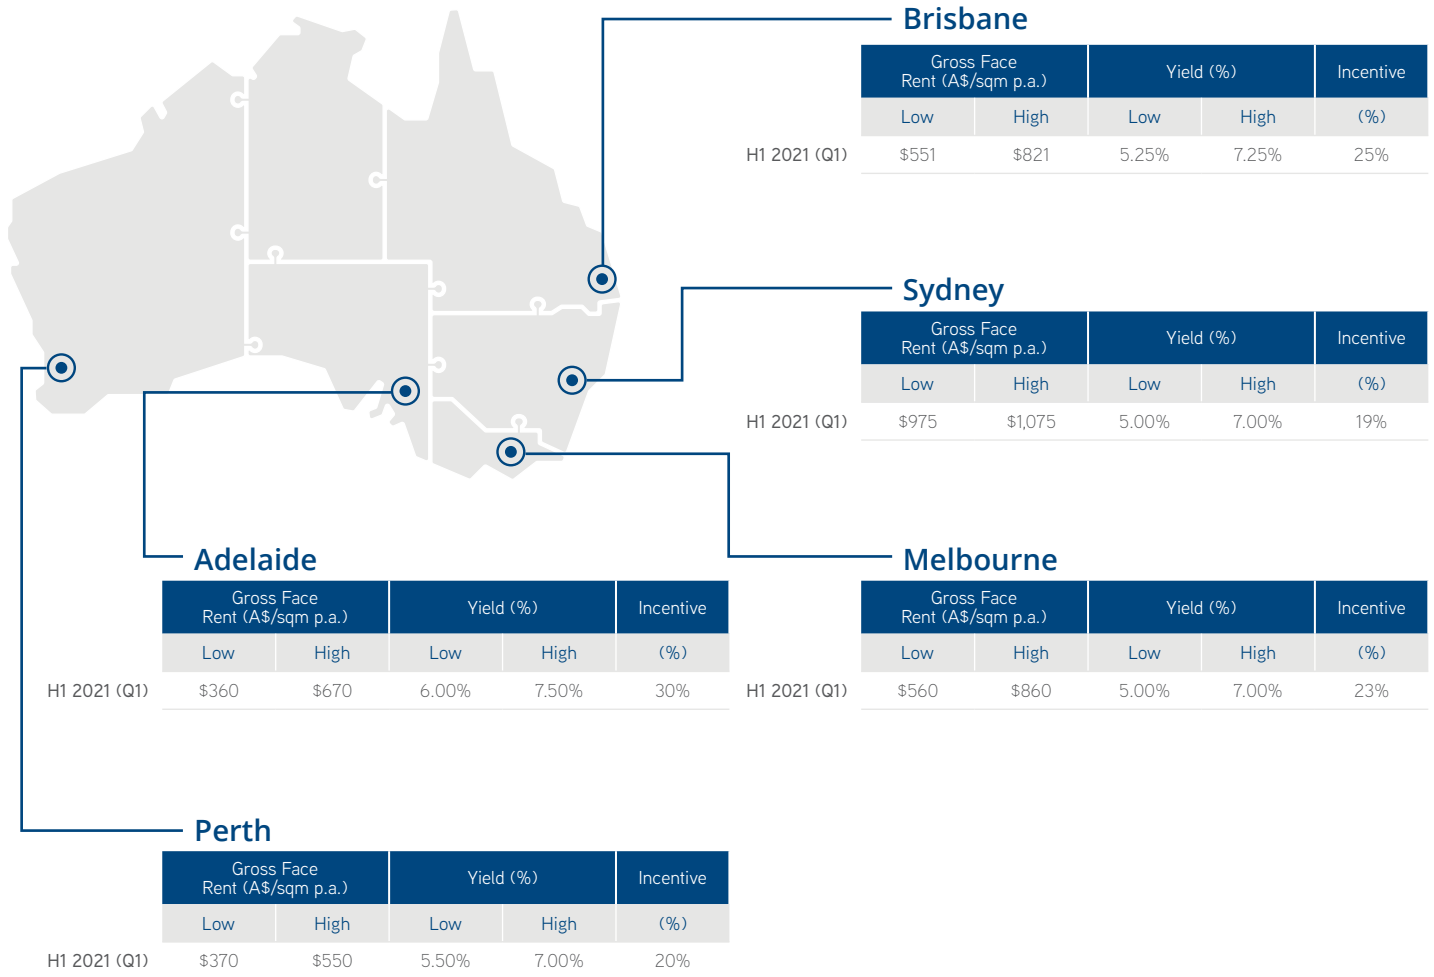 Brisbane
Gross Face
Rent (A$/sqm p.a.) Yield (%) Incentive
Low High Low High (%)
H1 2021 (Q1) $551 $821 5.25% 7.25% 25%
Sydney
Gross Face
Rent (A$/sqm p.a.) Yield (%) Incentive
Low High Low High (%)
H1 2021 (Q1) $975 $1,075 5.00% 7.00% 19%
Adelaide
Gross Face
Rent (A$/sqm p.a.) Yield (%) Incentive
Low High Low High (%)
H1 2021 (Q1) $360 $670 6.00% 7.50% 30%
Melbourne
Gross Face
Rent (A$/sqm p.a.) Yield (%) Incentive
Low High Low High (%)
H1 2021 (Q1) $560 $860 5.00% 7.00% 23%
Perth
Gross Face
Rent (A$/sqm p.a.) Yield (%) Incentive
Low High Low High (%)
H1 2021 (Q1) $370 $550 5.50% 7.00% 20%